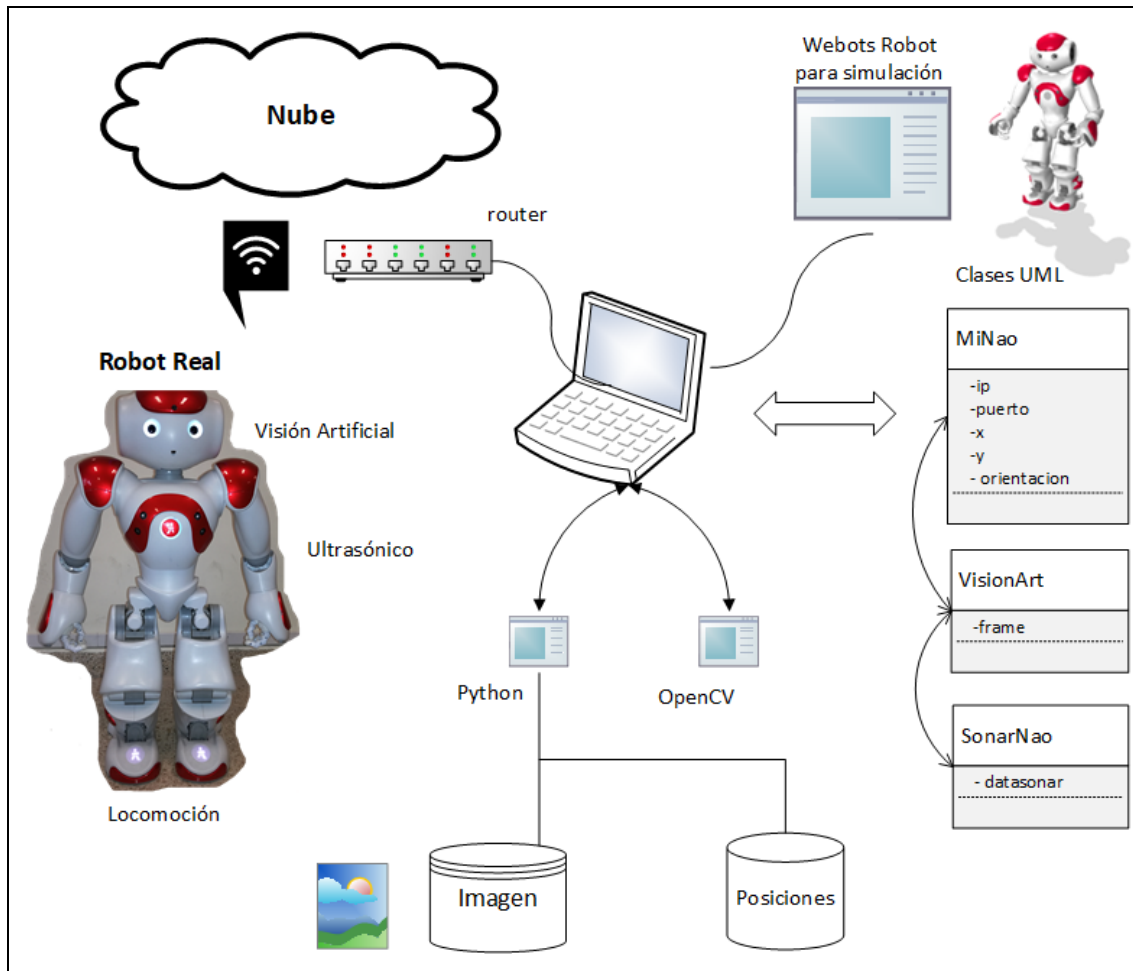 Nube
Webots Robot
para simulación
router
Clases UML
Robot Real
Visión Artificial
Ultrasónico
Locomoción
MiNao
-ip
-puerto
-x
-y
- orientacion
VisionArt
-frame
SonarNao
- datasonar
Python
OpenCV
Imagen
Posiciones